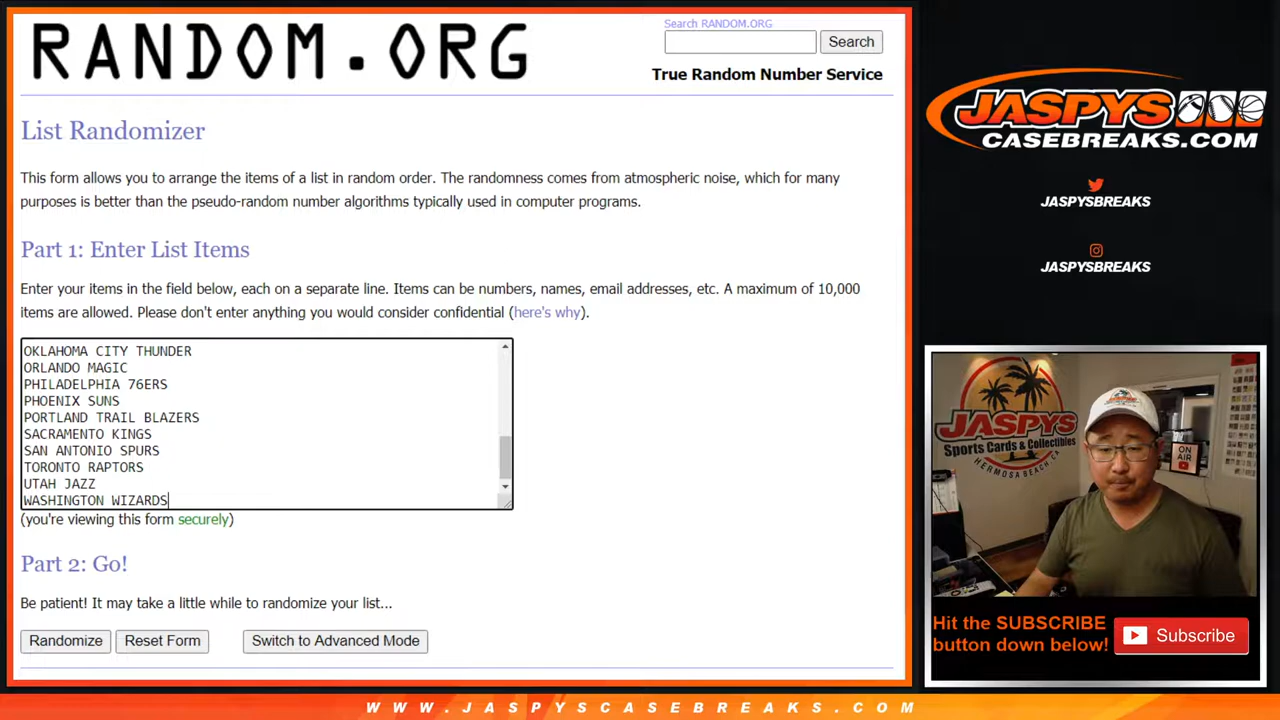 RANDOM.ORG
Search RANDOM.ORG
Search
True Random Number Service
List Randomizer
This form allows you to arrange the items of a list in random order. The randomness comes from atmospheric noise, which for many
purposes is better than the pseudo-random number algorithms typically used in computer programs.
Part 1: Enter List Items
Enter your items in the field below, each on a separate line. Items can be numbers, names, email addresses, etc. A maximum of 10,000
items are allowed. Please don't enter anything you would consider confidential (here's why).
OKLAHOMA CITY THUNDER
ORLANDO MAGIC
PHILADELPHIA 76ERS
PHOENIX SUNS
PORTLAND TRAIL BLAZERS
SACRAMENTO KINGS
SAN ANTONIO SPURS
TORONTO RAPTORS
UTAH JAZZ
WASHINGTON WIZARDS
(you're viewing this form securely)
Part 2: Go!
Be patient! It may take a little while to randomize your list...
Randomize
Reset Form
Switch to Advanced Mode
JASPYS
CASEBREAKS.COM
JASPYSBREAKS
JASPYSBREAKS
JASPYS
Sports Cards & Collectibles
HERMOSA BEACH, CA
ON AIR
Hit the SUBSCRIBE
button down below!
Subscribe
WWW.JASPYSCASEBREAKS.COM